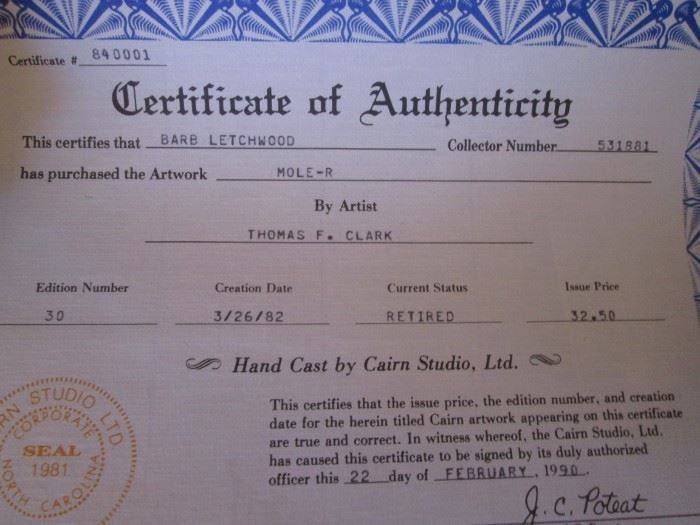 Certificate # 840001
Certificate of Authenticity
This certifies that BARB LETCHWOOD Collector Number 531881
has purchased the Artwork MOLE-R
By Artist
THOMAS F. CLARK
Edition Number Creation Date Current Status Issue Price
30 3/26/82 RETIRED 32.50
Hand Cast by Cairn Studio, Ltd.
This certifies that the issue price, the edition number, and creation
date for the herein titled Cairn artwork appearing on this certificate
are true and correct. In witness whereof, the Cairn Studio, Ltd.
has caused this certificate to be signed by its duly authorized
officer this 22 day of FEBRUARY, 1990.
J. C. Poteat
RN STUDIO LTD
CORPORATE
SEAL
1981
NORTH CAROLINA